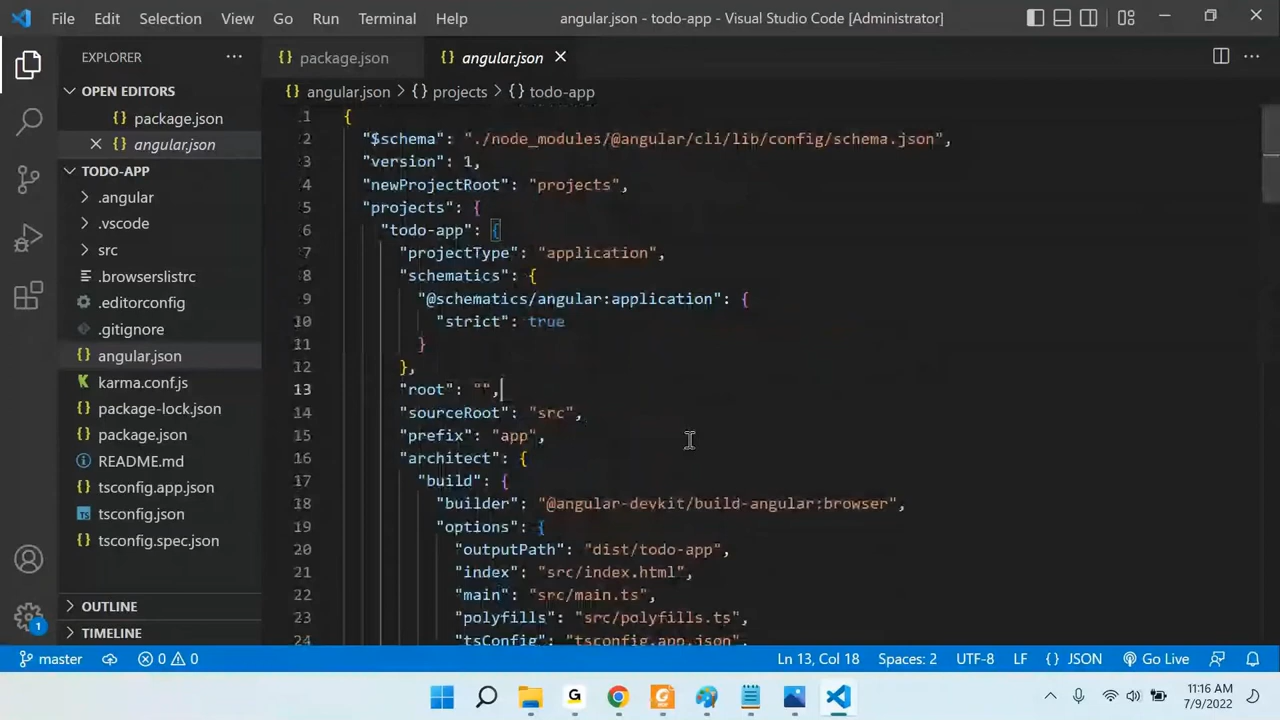 File Edit Selection View Go Run Terminal Help angular.json - todo-app - Visual Studio Code [Administrator]
EXPLORER
OPEN EDITORS
package.json
angular.json
TODO-APP
.angular
.vscode
src
.browserslistrc
.editorconfig
.gitignore
angular.json
karma.conf.js
package-lock.json
package.json
README.md
tsconfig.app.json
tsconfig.json
tsconfig.spec.json
OUTLINE
TIMELINE
package.json angular.json
angular.json > {} projects > {} todo-app
1 {
2 "$schema": "./node_modules/@angular/cli/lib/config/schema.json",
3 "version": 1,
4 "newProjectRoot": "projects",
5 "projects": {
6 "todo-app": {
7 "projectType": "application",
8 "schematics": {
9 "@schematics/angular:application": {
10 "strict": true
11 }
12 },
13 "root": "",
14 "sourceRoot": "src",
15 "prefix": "app",
16 "architect": {
17 "build": {
18 "builder": "@angular-devkit/build-angular:browser",
19 "options": {
20 "outputPath": "dist/todo-app",
21 "index": "src/index.html",
22 "main": "src/main.ts",
23 "polyfills": "src/polyfills.ts",
24 "tsConfig": "tsconfig.app.json",
1
master 0 0 Ln 13, Col 18 Spaces: 2 UTF-8 LF {} JSON Go Live
11:16 AM
7/9/2022